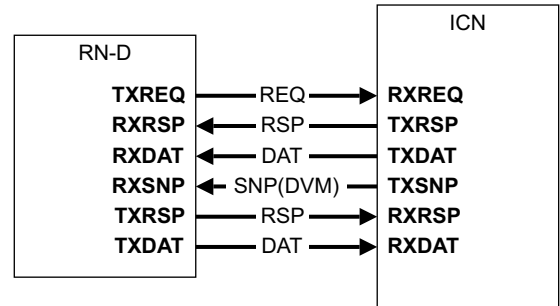 ICN
RN-D
TXREQ REQ RXREQ
RXRSP RSP TXRSP
RXDAT DAT TXDAT
RXSNP SNP(DVM) TXSNP
TXRSP RSP RXRSP
TXDAT DAT RXDAT